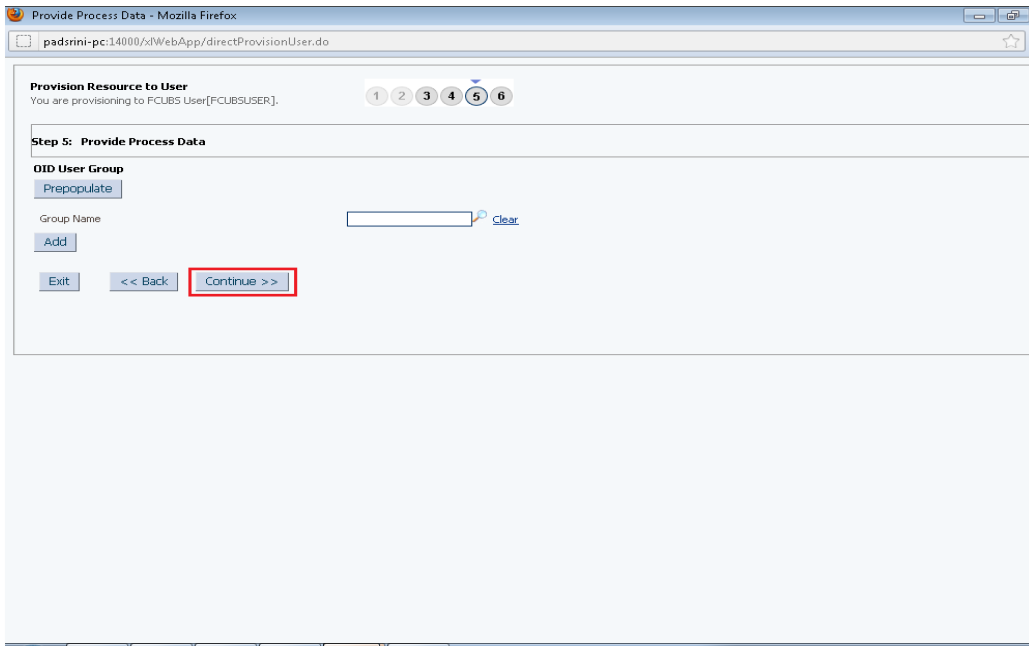 Provide Process Data - Mozilla Firefox
padsrini-pc:14000/xlWebApp/directProvisionUser.do
Provision Resource to User
You are provisioning to FCUBS User[FCUBSUSER].
1 2 3 4 5 6
Step 5: Provide Process Data
OID User Group
Prepopulate
Group Name Clear
Add
Exit << Back Continue >>